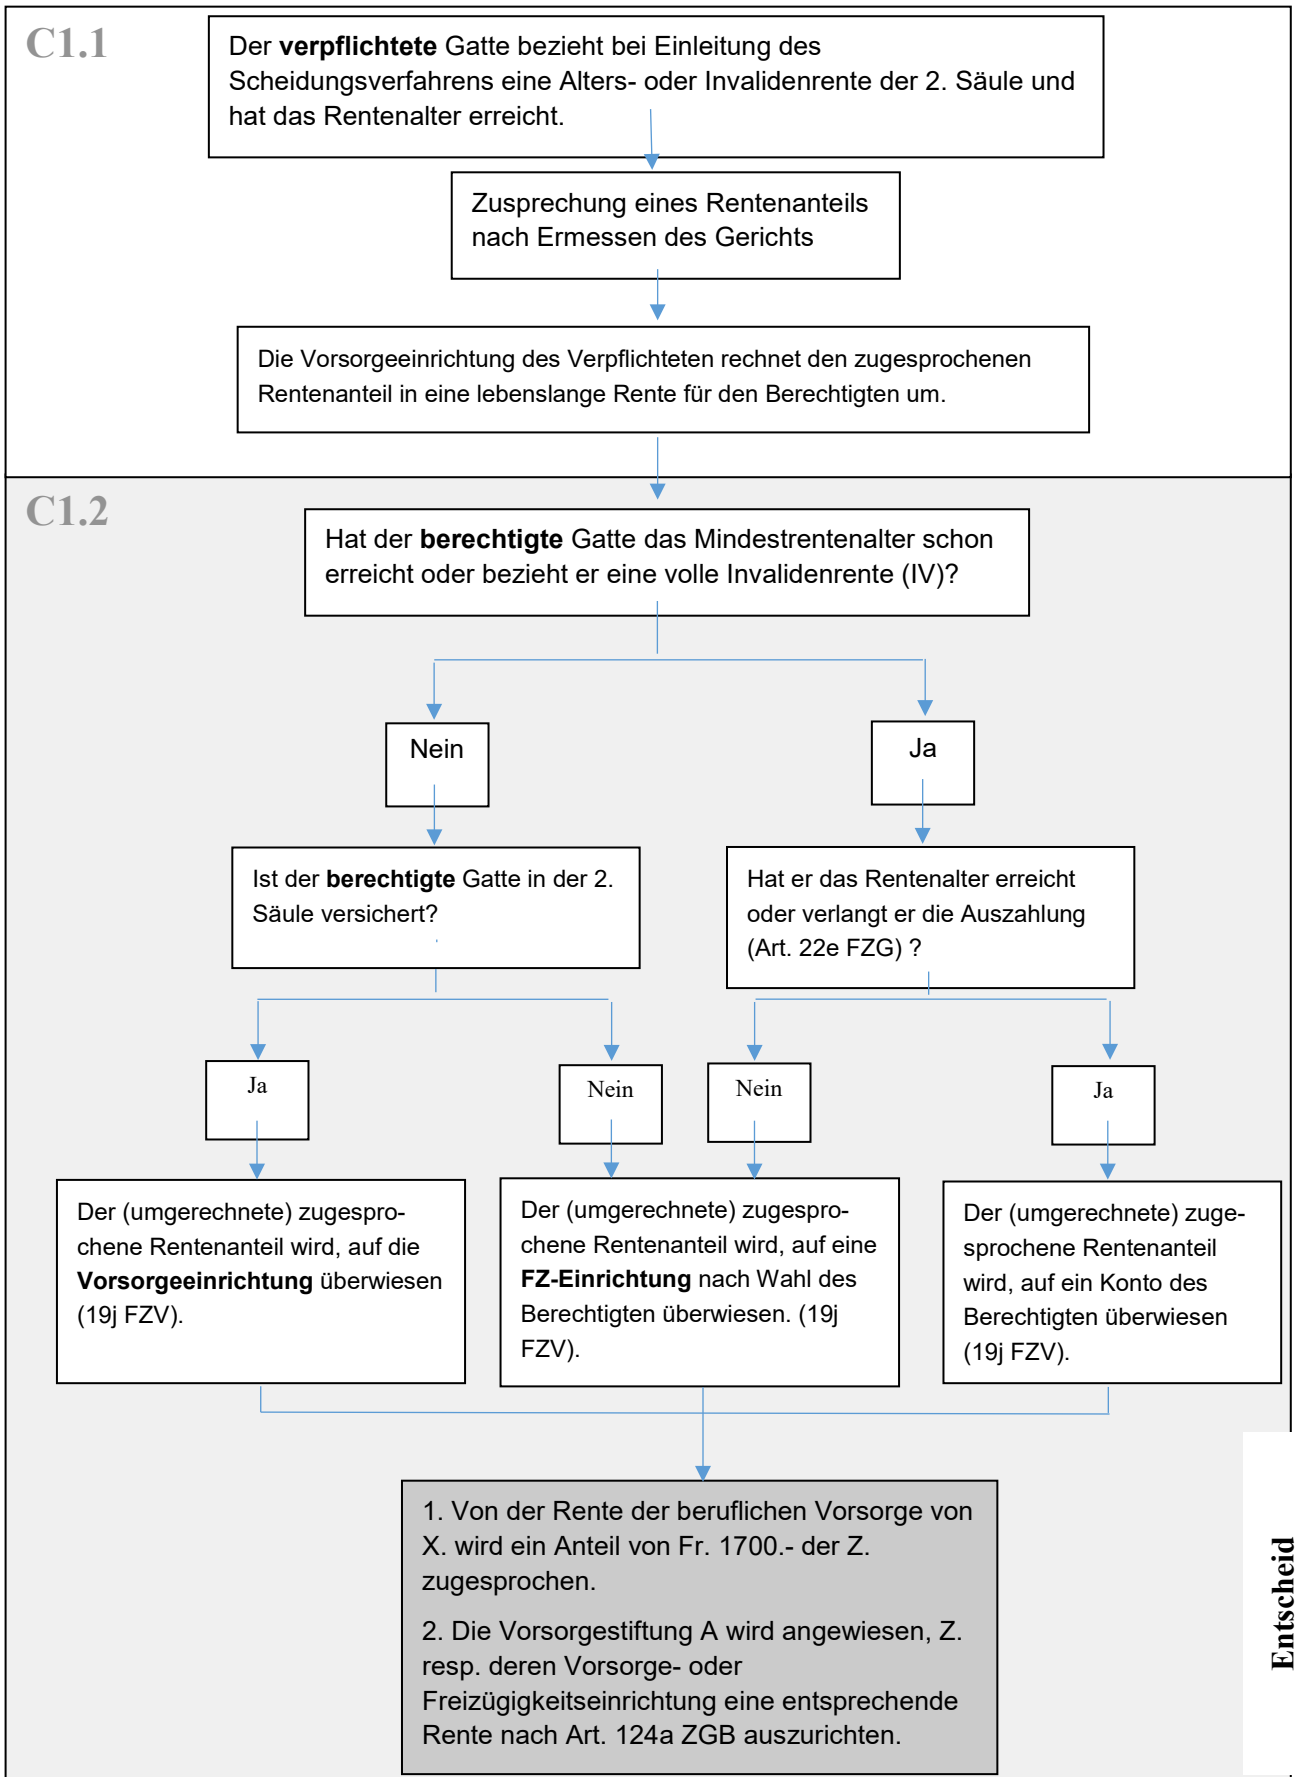 C1.1
Der verpflichtete Gatte bezieht bei Einleitung des
Scheidungsverfahrens eine Alters- oder Invalidenrente der 2. Säule und
hat das Rentenalter erreicht.
Zusprechung eines Rentenanteils
nach Ermessen des Gerichts
Die Vorsorgeeinrichtung des Verpflichteten rechnet den zugesprochenen
Rentenanteil in eine lebenslange Rente für den Berechtigten um.
C1.2
Hat der berechtigte Gatte das Mindestrentenalter schon
erreicht oder bezieht er eine volle Invalidenrente (IV)?
Nein
Ja
Ist der berechtigte Gatte in der 2.
Säule versichert?
Hat er das Rentenalter erreicht
oder verlangt er die Auszahlung
(Art. 22e FZG) ?
Ja
Nein
Nein
Ja
Der (umgerechnete) zugespro-
chene Rentenanteil wird, auf die
Vorsorgeeinrichtung überwiesen
(19j FZV).
Der (umgerechnete) zugespro-
chene Rentenanteil wird, auf eine
FZ-Einrichtung nach Wahl des
Berechtigten überwiesen. (19j
FZV).
Der (umgerechnete) zuge-
sprochene Rentenanteil
wird, auf ein Konto des
Berechtigten überwiesen
(19j FZV).
1. Von der Rente der beruflichen Vorsorge von
X. wird ein Anteil von Fr. 1700.- der Z.
zugesprochen.
2. Die Vorsorgestiftung A wird angewiesen, Z.
resp. deren Vorsorge- oder
Freizügigkeitseinrichtung eine entsprechende
Rente nach Art. 124a ZGB auszurichten.
Entscheid